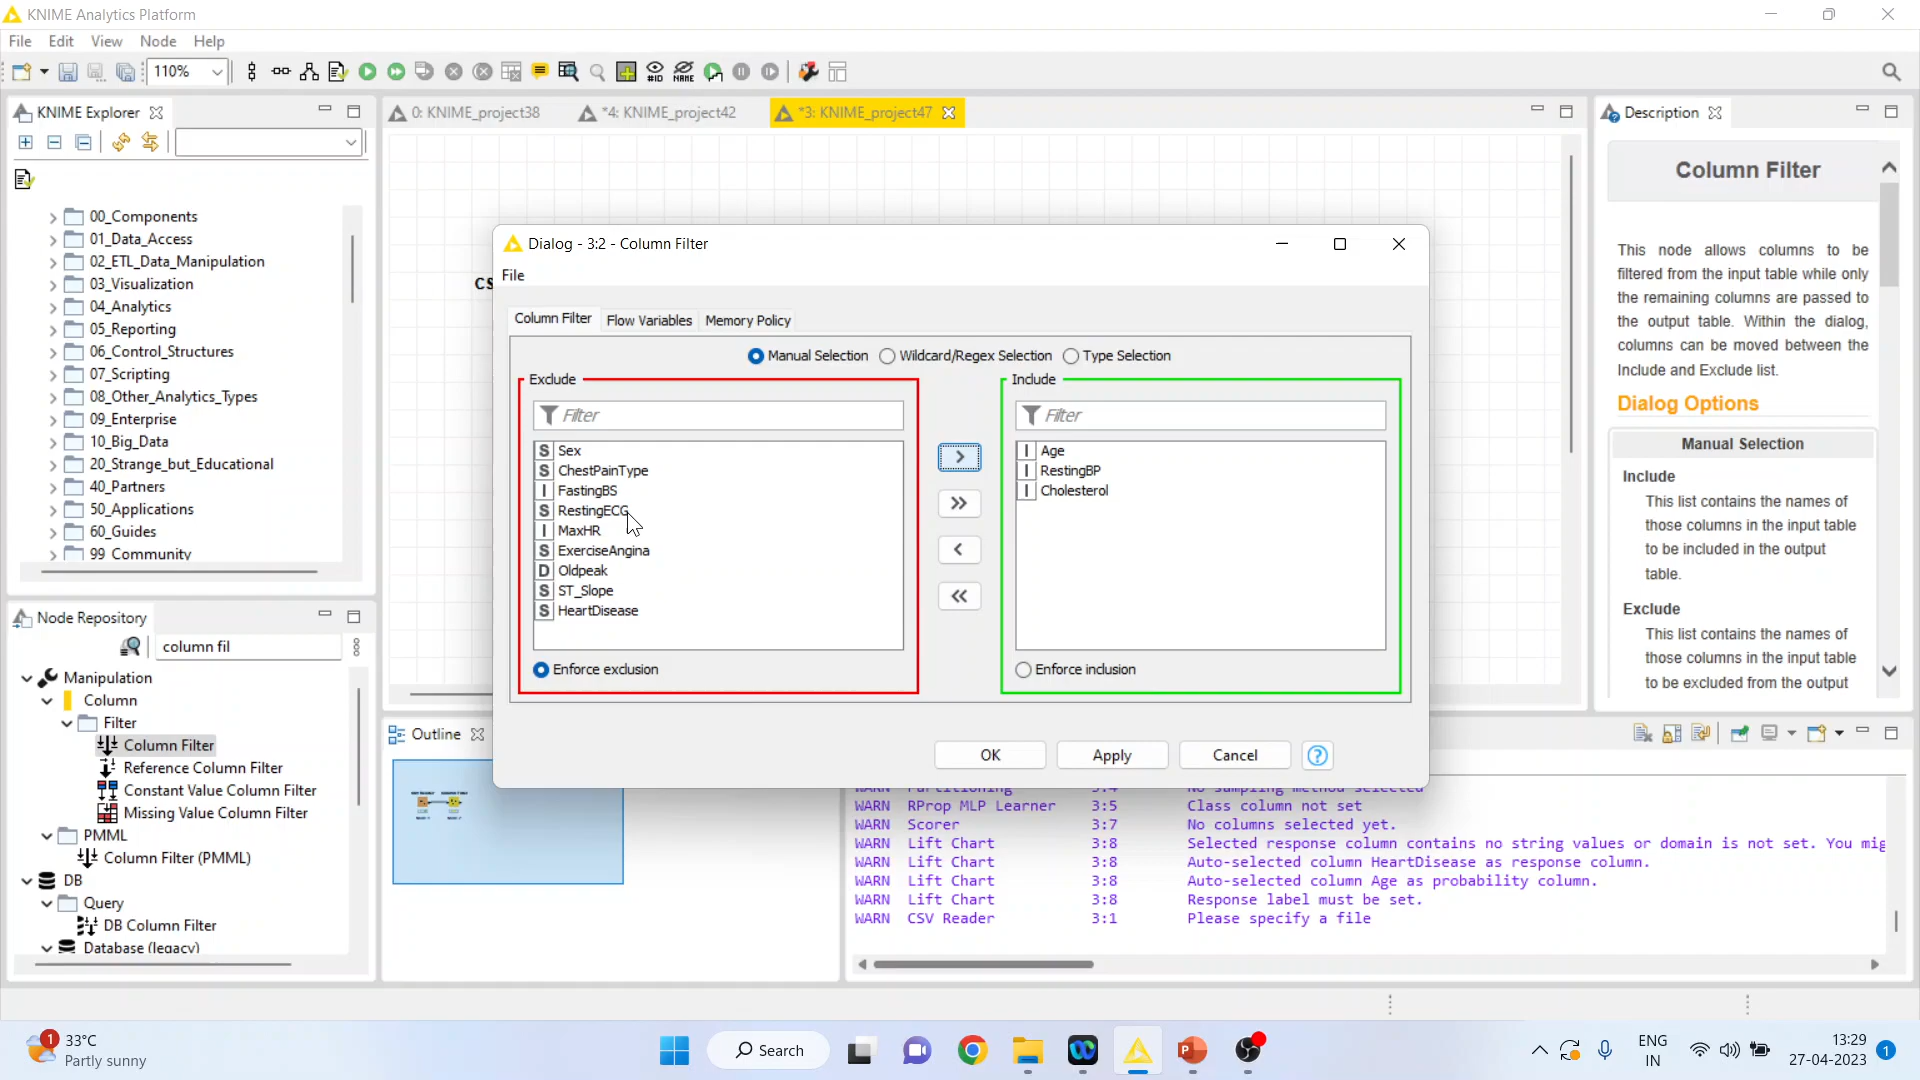 KNIME Analytics Platform
File Edit View Node Help
110%
#ID
NAME
KNIME Explorer
00_Components
01_Data_Access
02_ETL_Data_Manipulation
03_Visualization
04_Analytics
05_Reporting
06_Control_Structures
07_Scripting
08_Other_Analytics_Types
09_Enterprise
10_Big_Data
20_Strange_but_Educational
40_Partners
50_Applications
60_Guides
99_Community
Node Repository
column fil
Manipulation
Column
Filter
Column Filter
Reference Column Filter
Constant Value Column Filter
Missing Value Column Filter
PMML
Column Filter (PMML)
DB
Query
DB Column Filter
Database (legacy)
0: KNIME_project38
*4: KNIME_project42
*3: KNIME_project47
CS
Dialog - 3:2 - Column Filter
File
Column Filter Flow Variables Memory Policy
Manual Selection Wildcard/Regex Selection Type Selection
Exclude
Filter
S Sex
S ChestPainType
I FastingBS
S RestingECG
I MaxHR
S ExerciseAngina
D Oldpeak
S ST_Slope
S HeartDisease
Enforce exclusion
Include
Filter
I Age
I RestingBP
I Cholesterol
Enforce inclusion
OK Apply Cancel
Outline
WARN Partitioning 3:4 No sampling method selected
WARN RProp MLP Learner 3:5 Class column not set
WARN Scorer 3:7 No columns selected yet.
WARN Lift Chart 3:8 Selected response column contains no string values or domain is not set. You mig
WARN Lift Chart 3:8 Auto-selected column HeartDisease as response column.
WARN Lift Chart 3:8 Auto-selected column Age as probability column.
WARN Lift Chart 3:8 Response label must be set.
WARN CSV Reader 3:1 Please specify a file
Description
Column Filter
This node allows columns to be
filtered from the input table while only
the remaining columns are passed to
the output table. Within the dialog,
columns can be moved between the
Include and Exclude list.
Dialog Options
Manual Selection
Include
This list contains the names of
those columns in the input table
to be included in the output
table.
Exclude
This list contains the names of
those columns in the input table
to be excluded from the output
1
33°C
Partly sunny
Search
ENG
IN
13:29
27-04-2023
1